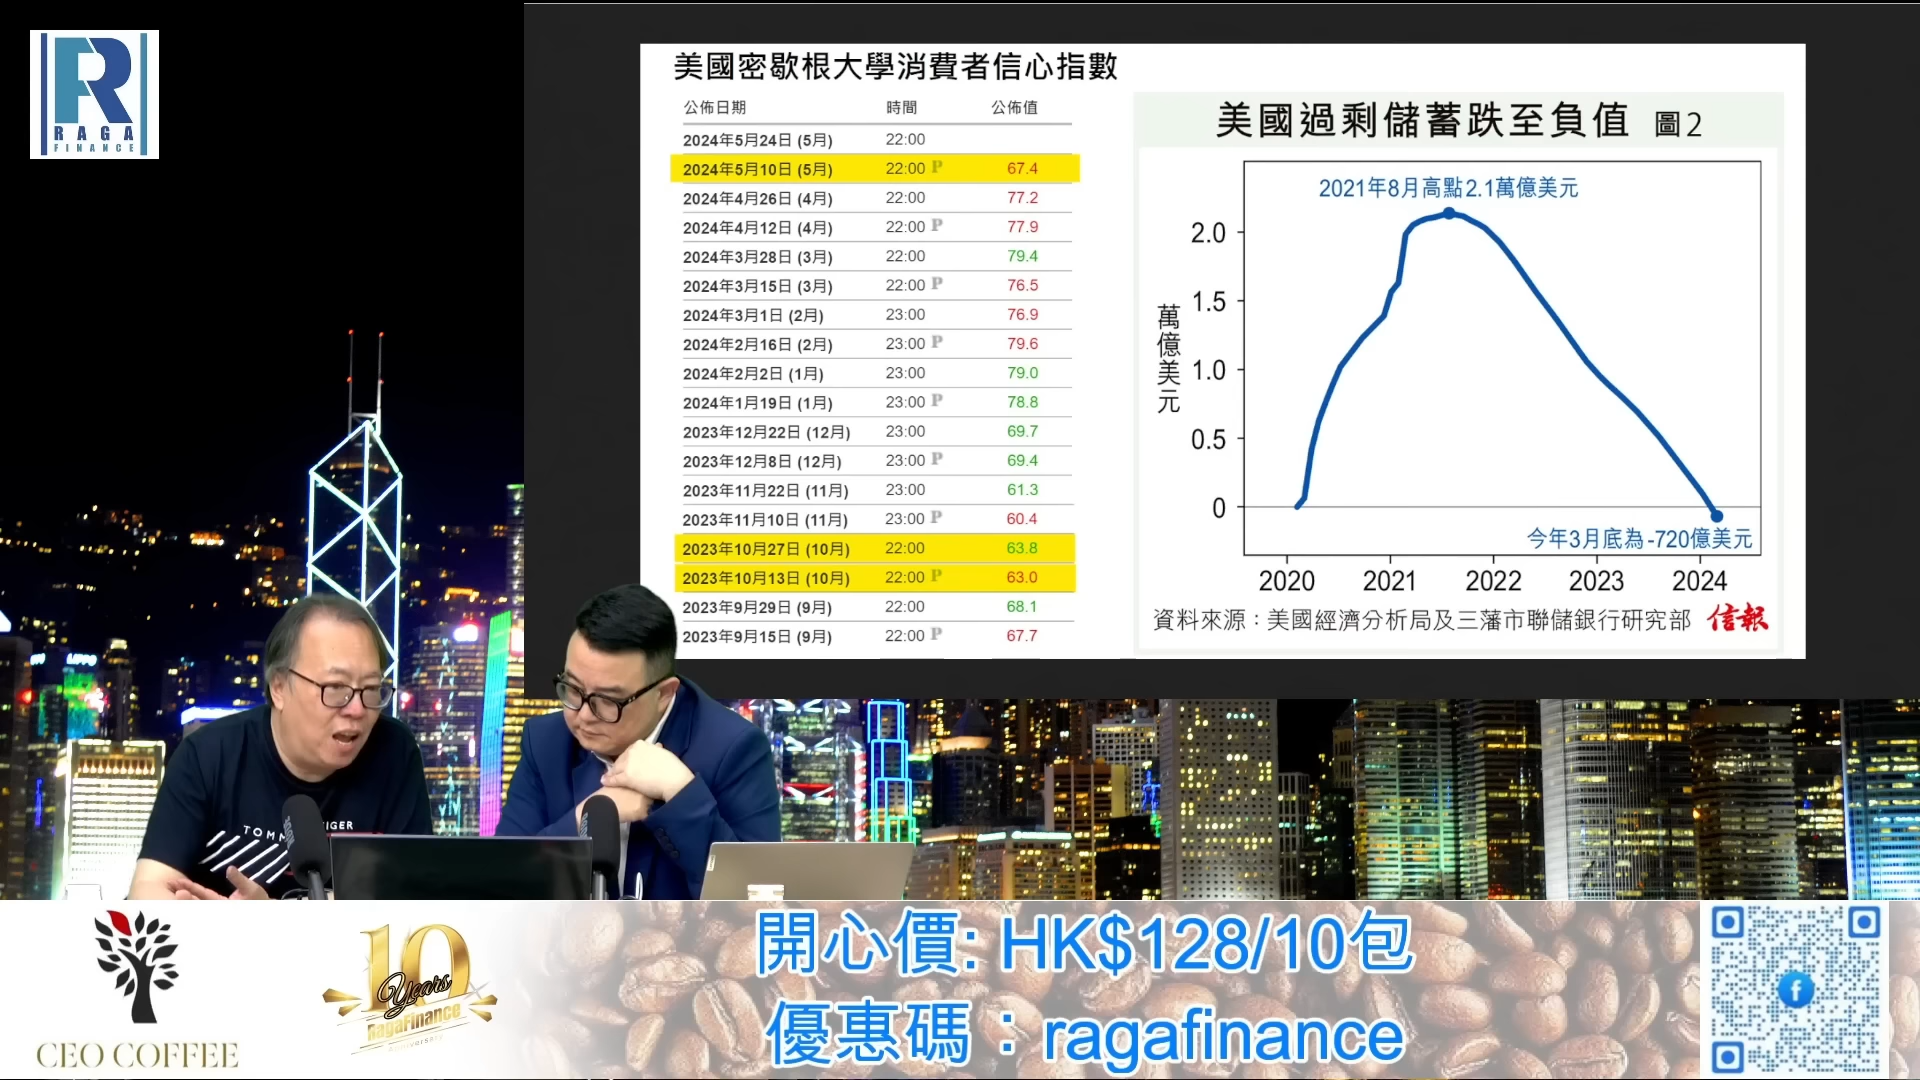 RAGA
FINANCE
美國密歇根大學消費者信心指數
公佈日期 時間 公佈值
2024年5月24日 (5月) 22:00
2024年5月10日 (5月) 22:00 P 67.4
2024年4月26日 (4月) 22:00 77.2
2024年4月12日 (4月) 22:00 P 77.9
2024年3月28日 (3月) 22:00 79.4
2024年3月15日 (3月) 22:00 P 76.5
2024年3月1日 (2月) 23:00 76.9
2024年2月16日 (2月) 23:00 P 79.6
2024年2月2日 (1月) 23:00 79.0
2024年1月19日 (1月) 23:00 P 78.8
2023年12月22日 (12月) 23:00 69.7
2023年12月8日 (12月) 23:00 P 69.4
2023年11月22日 (11月) 23:00 61.3
2023年11月10日 (11月) 23:00 P 60.4
2023年10月27日 (10月) 22:00 63.8
2023年10月13日 (10月) 22:00 P 63.0
2023年9月29日 (9月) 22:00 68.1
2023年9月15日 (9月) 22:00 P 67.7
美國過剩儲蓄跌至負值 圖2
2021年8月高點2.1萬億美元
萬億美元
2.0
1.5
1.0
0.5
0
今年3月底為-720億美元
2020 2021 2022 2023 2024
資料來源：美國經濟分析局及三藩市聯儲銀行研究部 信報
TOMM IGER
CEO COFFEE
10
Years
RagaFinance
Anniversary
開心價: HK$128/10包
優惠碼：ragafinance